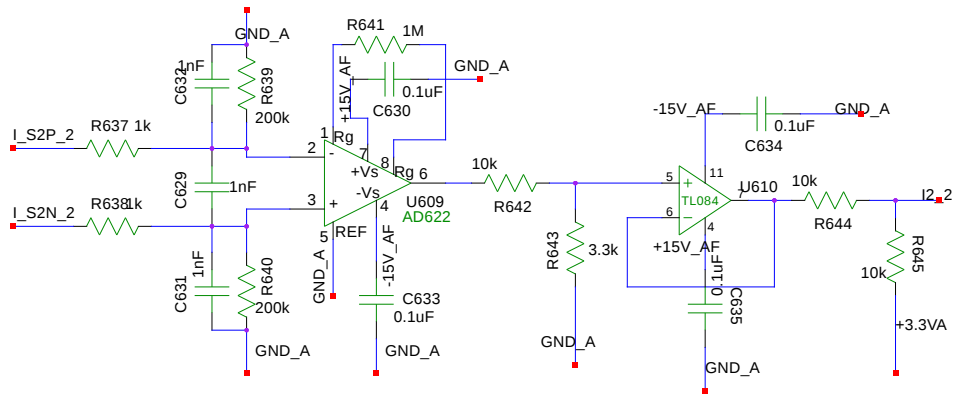 GND_A
1nF
C632
R639
200k
I_S2P_2
R637 1k
C629
1nF
I_S2N_2
R638
1k
1nF
C631
R640
200k
GND_A
R641
1M
+15V_AF
C630
0.1uF
GND_A
1
Rg
2
-
7
+Vs
8
Rg
6
-Vs
3
+
4
5
REF
U609
AD622
GND_A
-15V_AF
C633
0.1uF
GND_A
10k
R642
R643
3.3k
GND_A
-15V_AF
0.1uF
C634
GND_A
11
5
+
TL084
7
U610
6
-
4
+15V_AF
0.1uF
C635
GND_A
10k
R644
I2_2
R645
10k
+3.3VA